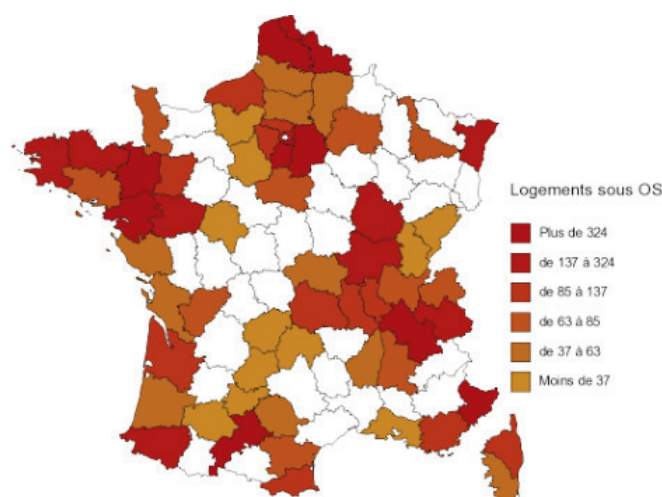 Logements sous OS
Plus de 324
de 137 à 324
de 85 à 137
de 63 à 85
de 37 à 63
Moins de 37